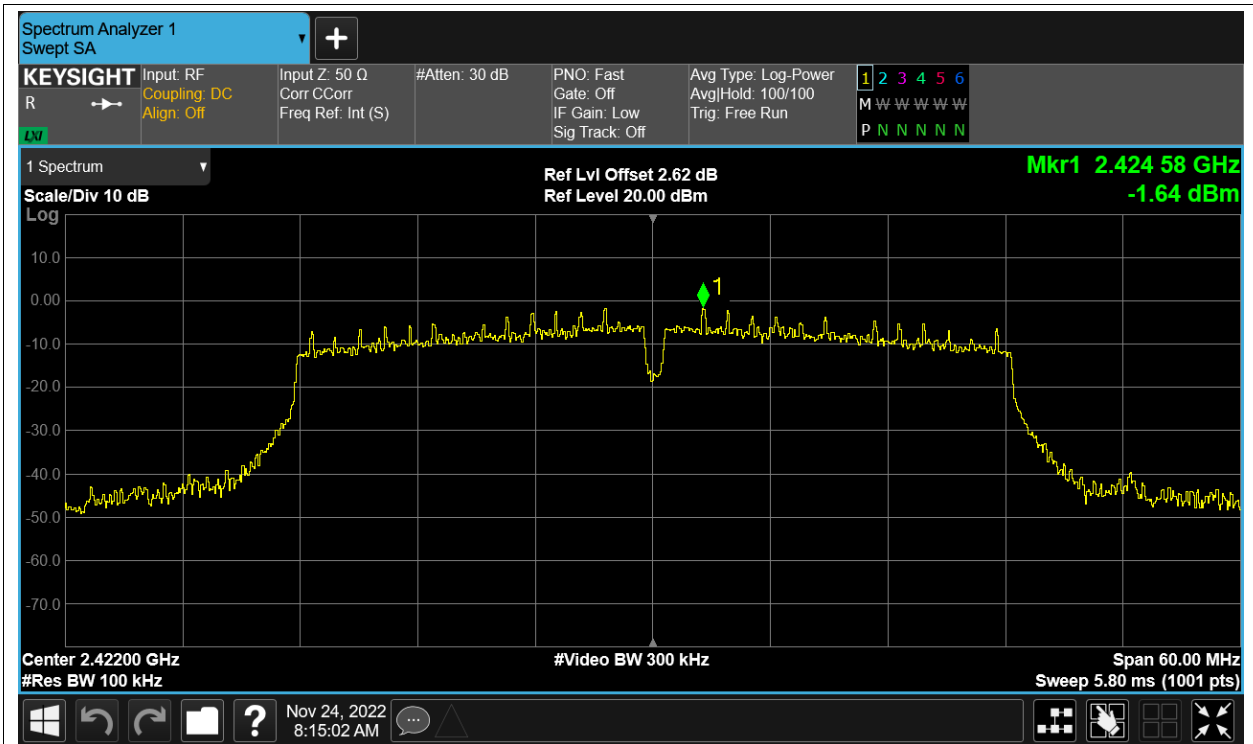 Spectrum Analyzer 1
Swept SA
KEYSIGHT
R
LXI
Input: RF
Coupling: DC
Align: Off
Input Z: 50 Ω
Corr CCorr
Freq Ref: Int (S)
#Atten: 30 dB
PNO: Fast
Gate: Off
IF Gain: Low
Sig Track: Off
Avg Type: Log-Power
Avg|Hold: 100/100
Trig: Free Run
1 2 3 4 5 6
M W W W W W
P N N N N N
1 Spectrum
Scale/Div 10 dB
Ref Lvl Offset 2.62 dB
Ref Level 20.00 dBm
Mkr1 2.424 58 GHz
-1.64 dBm
Log
10.0
0.00
-10.0
-20.0
-30.0
-40.0
-50.0
-60.0
-70.0
1
Center 2.42200 GHz
#Res BW 100 kHz
#Video BW 300 kHz
Span 60.00 MHz
Sweep 5.80 ms (1001 pts)
?
Nov 24, 2022
8:15:02 AM